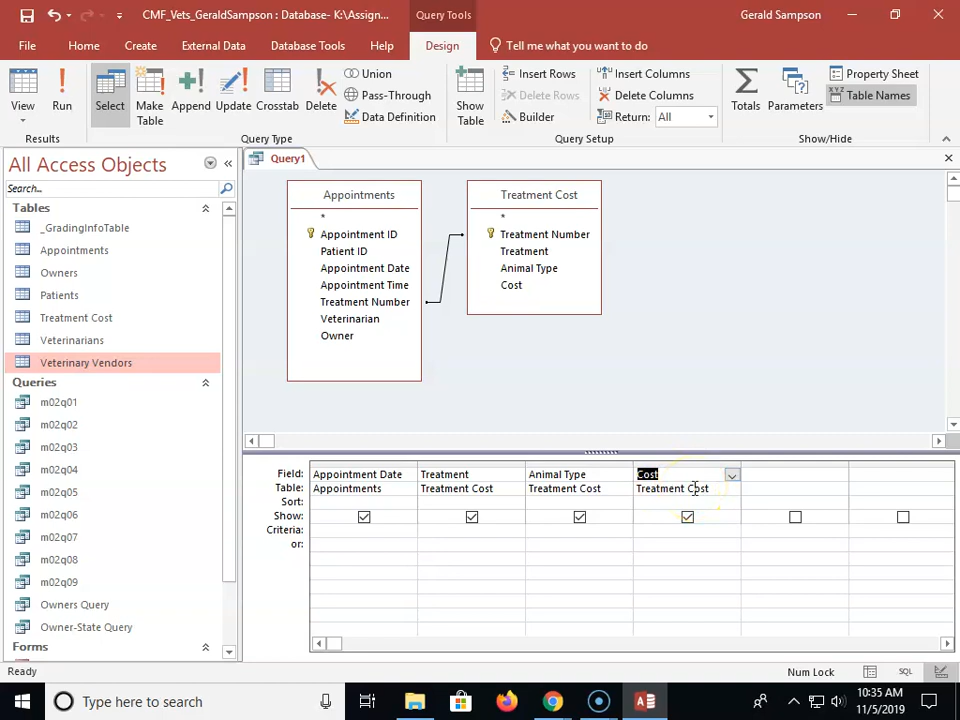 CMF_Vets_GeraldSampson : Database- K:\Assign...
Query Tools
Gerald Sampson
File
Home
Create
External Data
Database Tools
Help
Design
Tell me what you want to do
View
Run
Select
Make Table
Append
Update
Crosstab
Delete
Union
Pass-Through
Data Definition
Show Table
Insert Rows
Delete Rows
Builder
Insert Columns
Delete Columns
Return: All
Totals
Parameters
Property Sheet
XYZ
Table Names
Results
Query Type
Query Setup
Show/Hide
All Access Objects
Search...
Tables
_GradingInfoTable
Appointments
Owners
Patients
Treatment Cost
Veterinarians
Veterinary Vendors
Queries
m02q01
m02q02
m02q03
m02q04
m02q05
m02q06
m02q07
m02q08
m02q09
Owners Query
Owner-State Query
Forms
Query1
Appointments
*
Appointment ID
Patient ID
Appointment Date
Appointment Time
Treatment Number
Veterinarian
Owner
Treatment Cost
*
Treatment Number
Treatment
Animal Type
Cost
Field: Appointment Date Treatment Animal Type Cost
Table: Appointments Treatment Cost Treatment Cost Treatment Cost
Sort:
Show:
Criteria:
or:
Ready
Num Lock
SQL
Type here to search
10:35 AM
11/5/2019